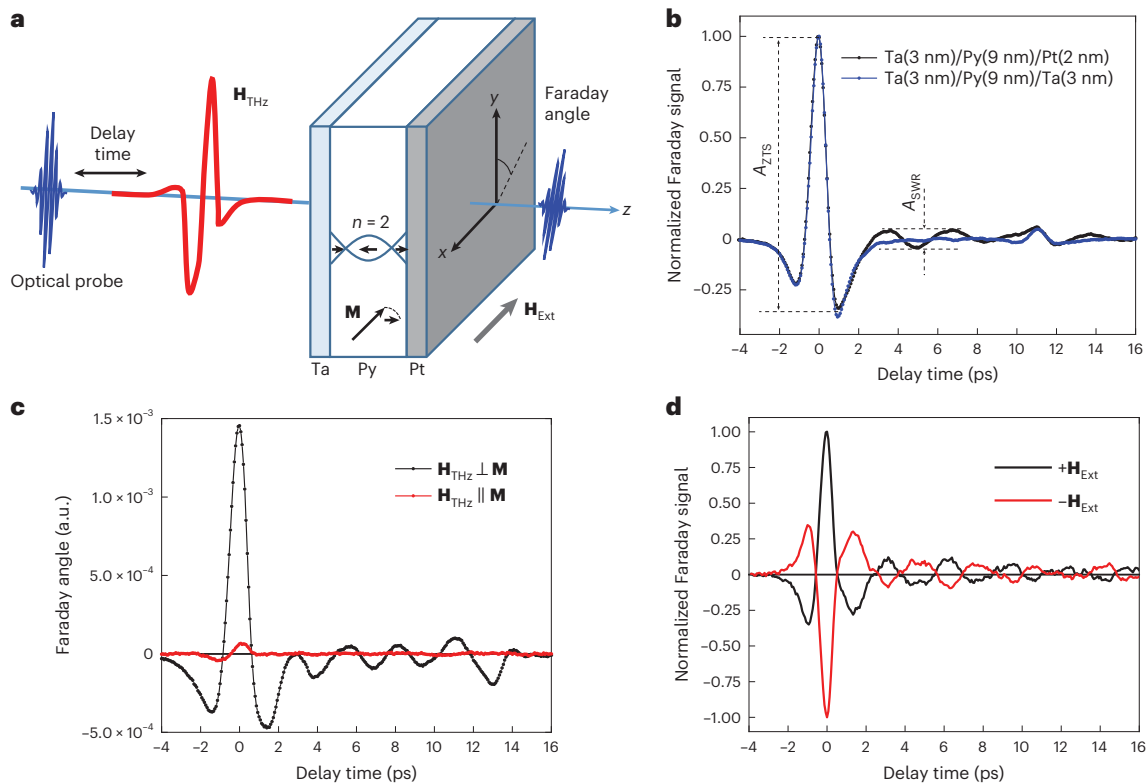 a
H_THz
Delay
time
Optical probe
n = 2
M
Ta
Py
Pt
y
x
z
Faraday
angle
H_Ext
b
Normalized Faraday signal
1.00
0.75
0.50
0.25
0
−0.25
A_ZTS
A_SWR
Ta(3 nm)/Py(9 nm)/Pt(2 nm)
Ta(3 nm)/Py(9 nm)/Ta(3 nm)
−4 −2 0 2 4 6 8 10 12 14 16
Delay time (ps)
c
Faraday angle (a.u.)
1.5 × 10⁻³
1.0 × 10⁻³
5.0 × 10⁻⁴
0
−5.0 × 10⁻⁴
H_THz ⊥ M
H_THz || M
−4 −2 0 2 4 6 8 10 12 14 16
Delay time (ps)
d
Normalized Faraday signal
1.00
0.75
0.50
0.25
0
−0.25
−0.50
−0.75
−1.00
+H_Ext
−H_Ext
−4 −2 0 2 4 6 8 10 12 14 16
Delay time (ps)